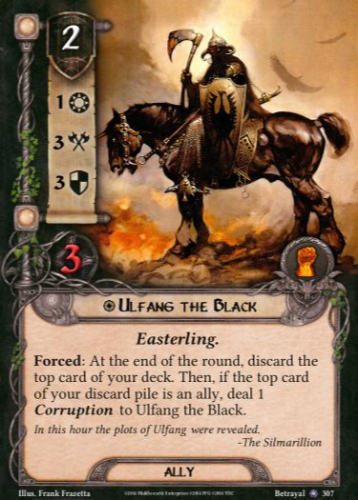 2
1
3
3
3
ULFANG THE BLACK
Easterling.
Forced: At the end of the round, discard the
top card of your deck. Then, if the top card
of your discard pile is an ally, deal 1
Corruption to Ulfang the Black.
In this hour the plots of Ulfang were revealed.
-The Silmarillion
ALLY
Illus. Frank Frazetta
Betrayal 307